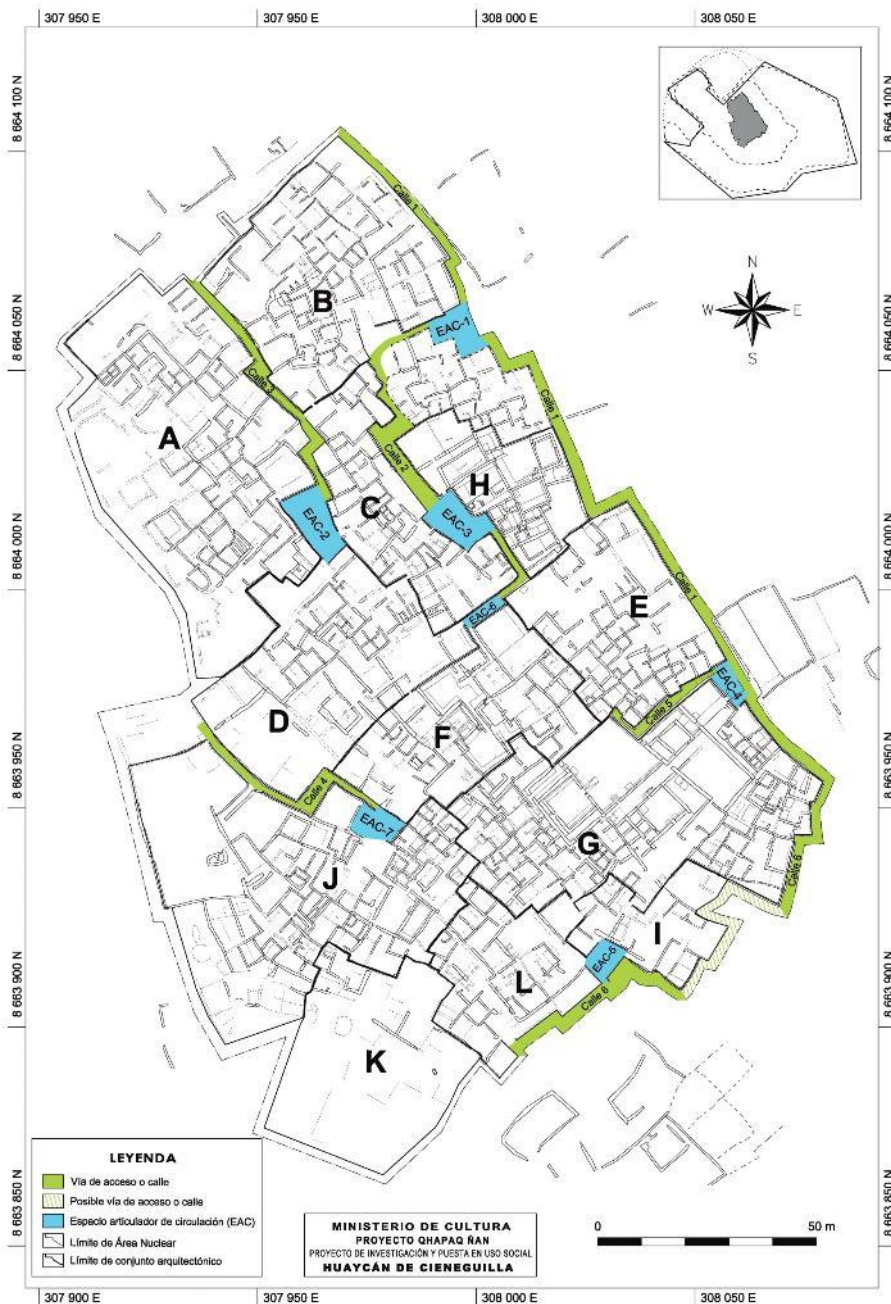 307 950 E
307 950 E
308 000 E
308 050 E
8 664 100 N
8 664 100 N
Calle 1
N
W
E
S
B
8 664 050 N
EAC-1
8 664 050 N
Calle 3
A
Calle 1
Calle 2
H
EAC-2
C
EAC-3
8 664 000 N
8 664 000 N
Calle 1
E
EAC-6
EAC-4
D
Calle 5
F
8 663 950 N
8 663 950 N
Calle 4
EAC-7
G
J
Calle 6
I
EAC-5
L
8 663 900 N
8 663 900 N
Calle 6
K
LEYENDA
Vía de acceso o calle
Posible vía de acceso o calle
Espacio articulador de circulación (EAC)
Límite de Área Nuclear
Límite de conjunto arquitectónico
MINISTERIO DE CULTURA
PROYECTO QHAPAQ ÑAN
PROYECTO DE INVESTIGACIÓN Y PUESTA EN USO SOCIAL
HUAYCÁN DE CIENEGUILLA
0
50 m
8 663 850 N
8 663 850 N
307 900 E
307 950 E
308 000 E
308 050 E